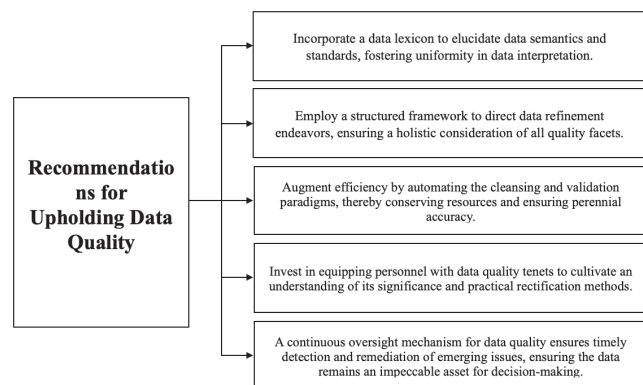 Recommendatio
ns for
Upholding Data
Quality
Incorporate a data lexicon to elucidate data semantics and
standards, fostering uniformity in data interpretation.
Employ a structured framework to direct data refinement
endeavors, ensuring a holistic consideration of all quality facets.
Augment efficiency by automating the cleansing and validation
paradigms, thereby conserving resources and ensuring perennial
accuracy.
Invest in equipping personnel with data quality tenets to cultivate an
understanding of its significance and practical rectification methods.
A continuous oversight mechanism for data quality ensures timely
detection and remediation of emerging issues, ensuring the data
remains an impeccable asset for decision-making.